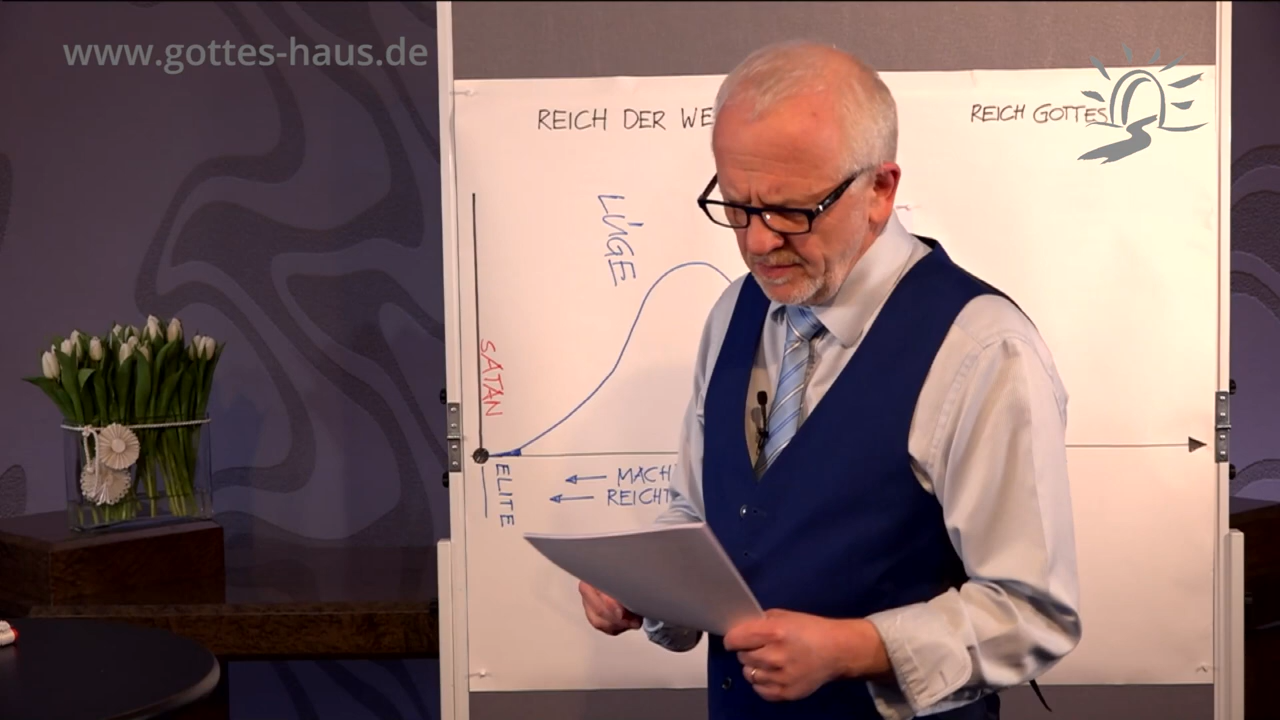 www.gottes-haus.de
REICH DER WE
REICH GOTTES
LÜGE
SATAN
ELITE
MACH
REICHT